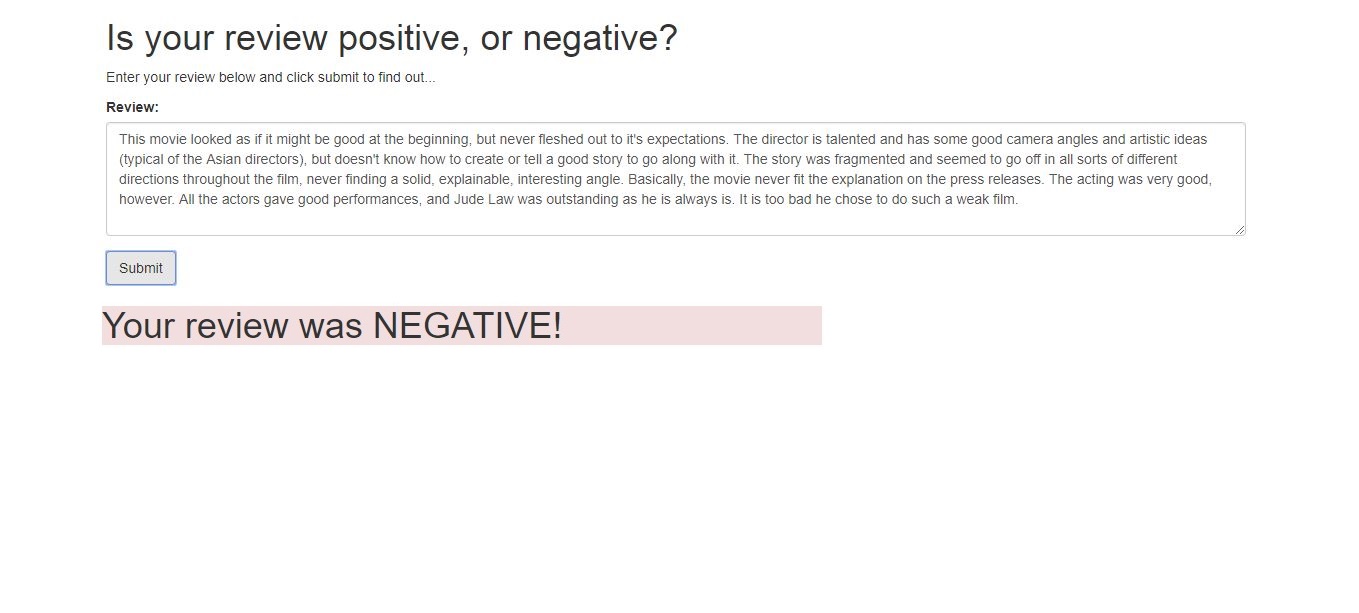 Is your review positive, or negative?
Enter your review below and click submit to find out...
Review:
This movie looked as if it might be good at the beginning, but never fleshed out to it's expectations. The director is talented and has some good camera angles and artistic ideas
(typical of the Asian directors), but doesn't know how to create or tell a good story to go along with it. The story was fragmented and seemed to go off in all sorts of different
directions throughout the film, never finding a solid, explainable, interesting angle. Basically, the movie never fit the explanation on the press releases. The acting was very good,
however. All the actors gave good performances, and Jude Law was outstanding as he is always is. It is too bad he chose to do such a weak film.
Submit
Your review was NEGATIVE!